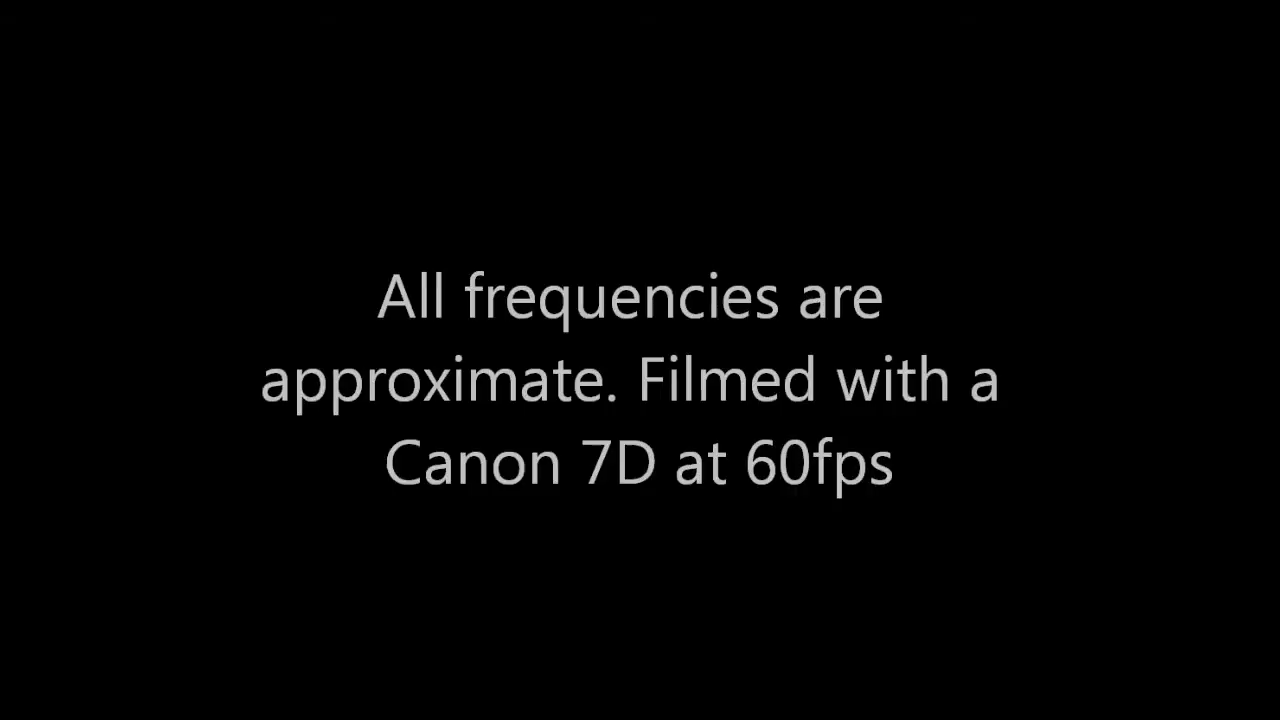 All frequencies are
approximate. Filmed with a
Canon 7D at 60fps